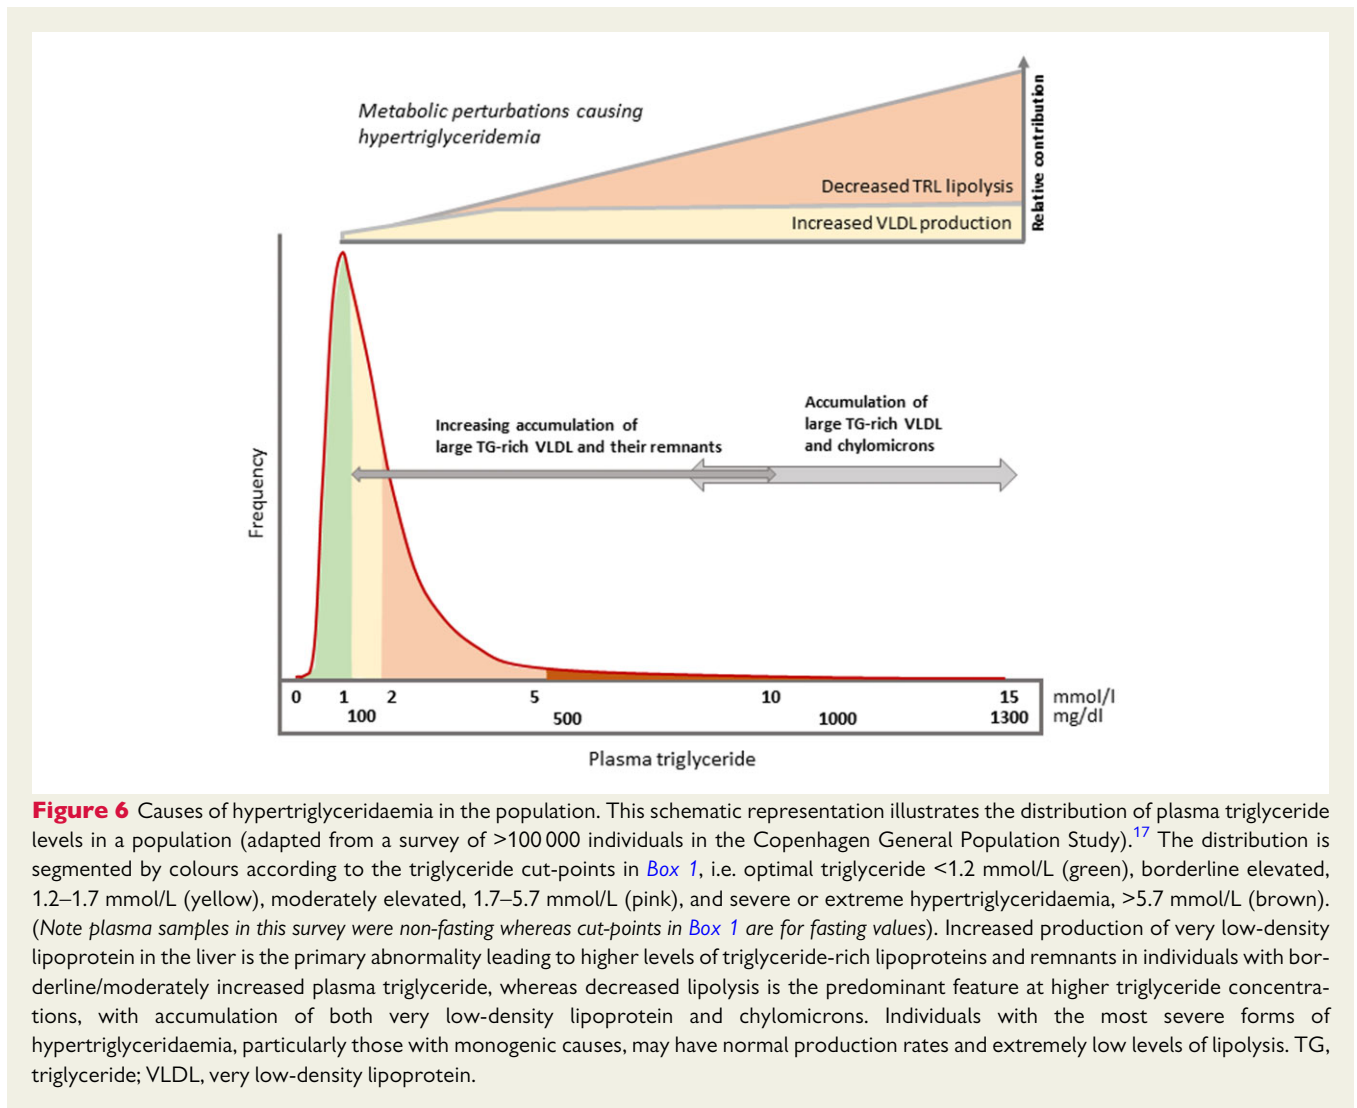 Metabolic perturbations causing
hypertriglyceridemia
Relative contribution
Decreased TRL lipolysis
Increased VLDL production
Accumulation of
large TG-rich VLDL
and chylomicrons
Increasing accumulation of
large TG-rich VLDL and their remnants
Frequency
0 1 2 5 10 15 mmol/l
100 500 1000 1300 mg/dl
Plasma triglyceride
Figure 6 Causes of hypertriglyceridaemia in the population. This schematic representation illustrates the distribution of plasma triglyceride
levels in a population (adapted from a survey of >100 000 individuals in the Copenhagen General Population Study).17 The distribution is
segmented by colours according to the triglyceride cut-points in Box 1, i.e. optimal triglyceride <1.2 mmol/L (green), borderline elevated,
1.2–1.7 mmol/L (yellow), moderately elevated, 1.7–5.7 mmol/L (pink), and severe or extreme hypertriglyceridaemia, >5.7 mmol/L (brown).
(Note plasma samples in this survey were non-fasting whereas cut-points in Box 1 are for fasting values). Increased production of very low-density
lipoprotein in the liver is the primary abnormality leading to higher levels of triglyceride-rich lipoproteins and remnants in individuals with bor-
derline/moderately increased plasma triglyceride, whereas decreased lipolysis is the predominant feature at higher triglyceride concentra-
tions, with accumulation of both very low-density lipoprotein and chylomicrons. Individuals with the most severe forms of
hypertriglyceridaemia, particularly those with monogenic causes, may have normal production rates and extremely low levels of lipolysis. TG,
triglyceride; VLDL, very low-density lipoprotein.